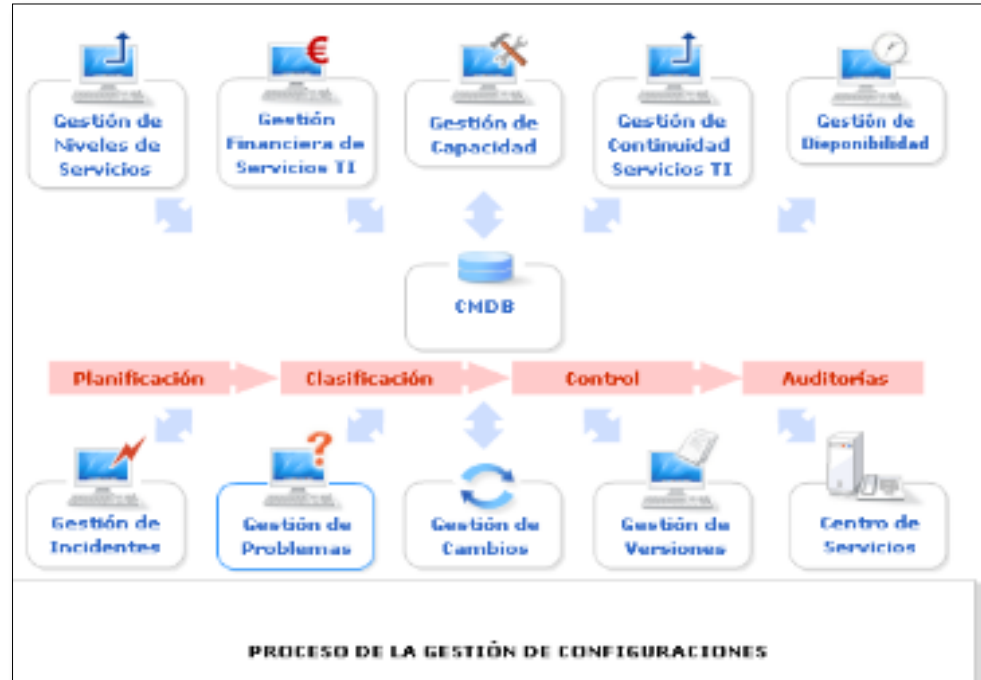 Gestión de
Niveles de
Servicios
€
Gestión
Financiera de
Servicios TI
Gestión de
Capacidad
Gestión de
Continuidad
Servicios TI
Gestión de
Disponibilidad
CMDB
Planificación
Clasificación
Control
Auditorías
Gestión de
Incidentes
?
Gestión de
Problemas
Gestión de
Cambios
Gestión de
Versiones
Centro de
Servicios
PROCESO DE LA GESTIÓN DE CONFIGURACIONES